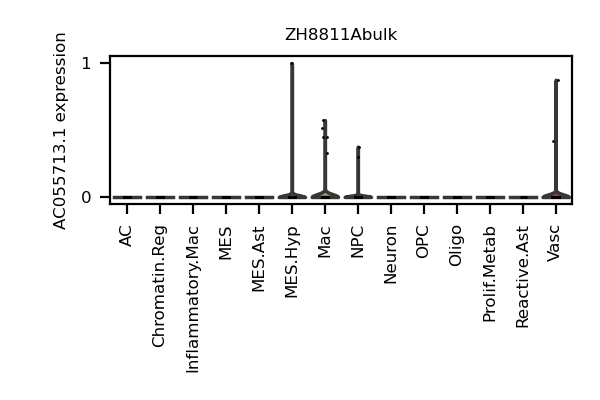 ZH8811Abulk
AC055713.1 expression
1
0
AC
Chromatin.Reg
Inflammatory.Mac
MES
MES.Ast
MES.Hyp
Mac
NPC
Neuron
OPC
Oligo
Prolif.Metab
Reactive.Ast
Vasc